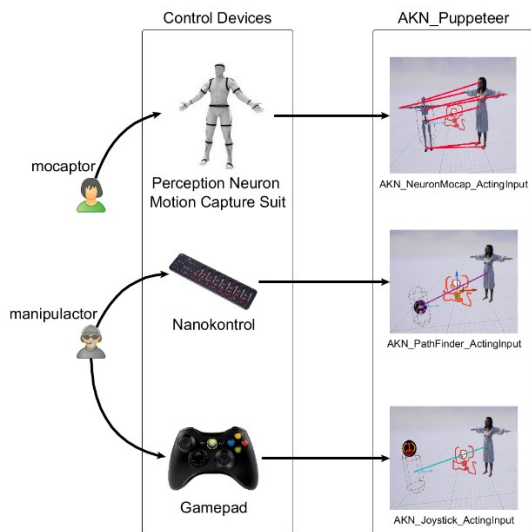 Control Devices
AKN_Puppeteer
mocaptor
Perception Neuron
Motion Capture Suit
AKN_NeuronMocap_ActingInput
manipulactor
Nanokontrol
AKN_PathFinder_ActingInput
Gamepad
AKN_Joystick_ActingInput